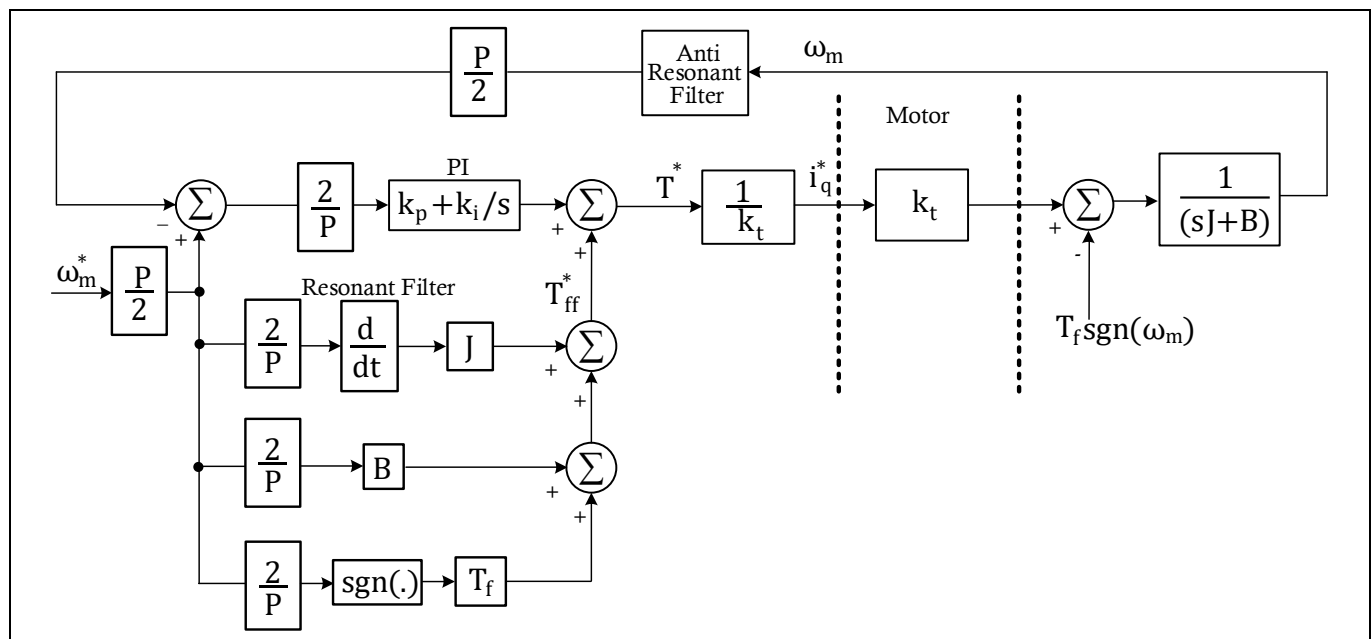 ω_m
Anti
Resonant
Filter
P
2
Motor
PI
2
P
k_p+k_i/s
Σ
Σ
T^*
1
k_t
i_q^*
k_t
Σ
1
(sJ+B)
−
+
+
+
+
-
ω_m^*
P
2
Resonant Filter
T_ff^*
T_f sgn(ω_m)
2
P
d
dt
J
Σ
+
+
2
P
B
Σ
+
+
2
P
sgn(.)
T_f